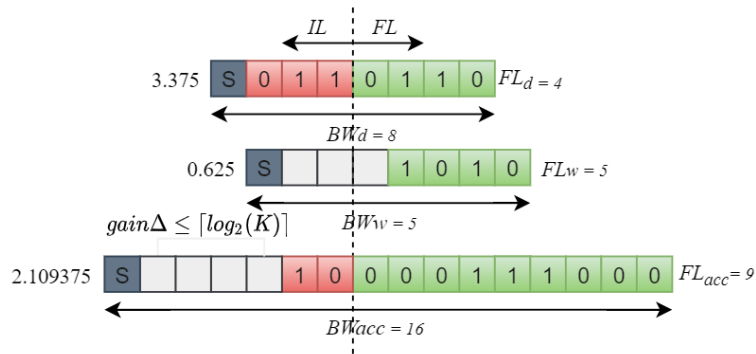 IL FL
3.375 S 0 1 1 0 1 1 0 FL_d = 4
BWd = 8
0.625 S 1 0 1 0 FLw = 5
BWw = 5
gainΔ ≤ ⌈log₂(K)⌉
2.109375 S 1 0 0 0 0 1 1 1 0 0 0 FL_acc = 9
BWacc = 16